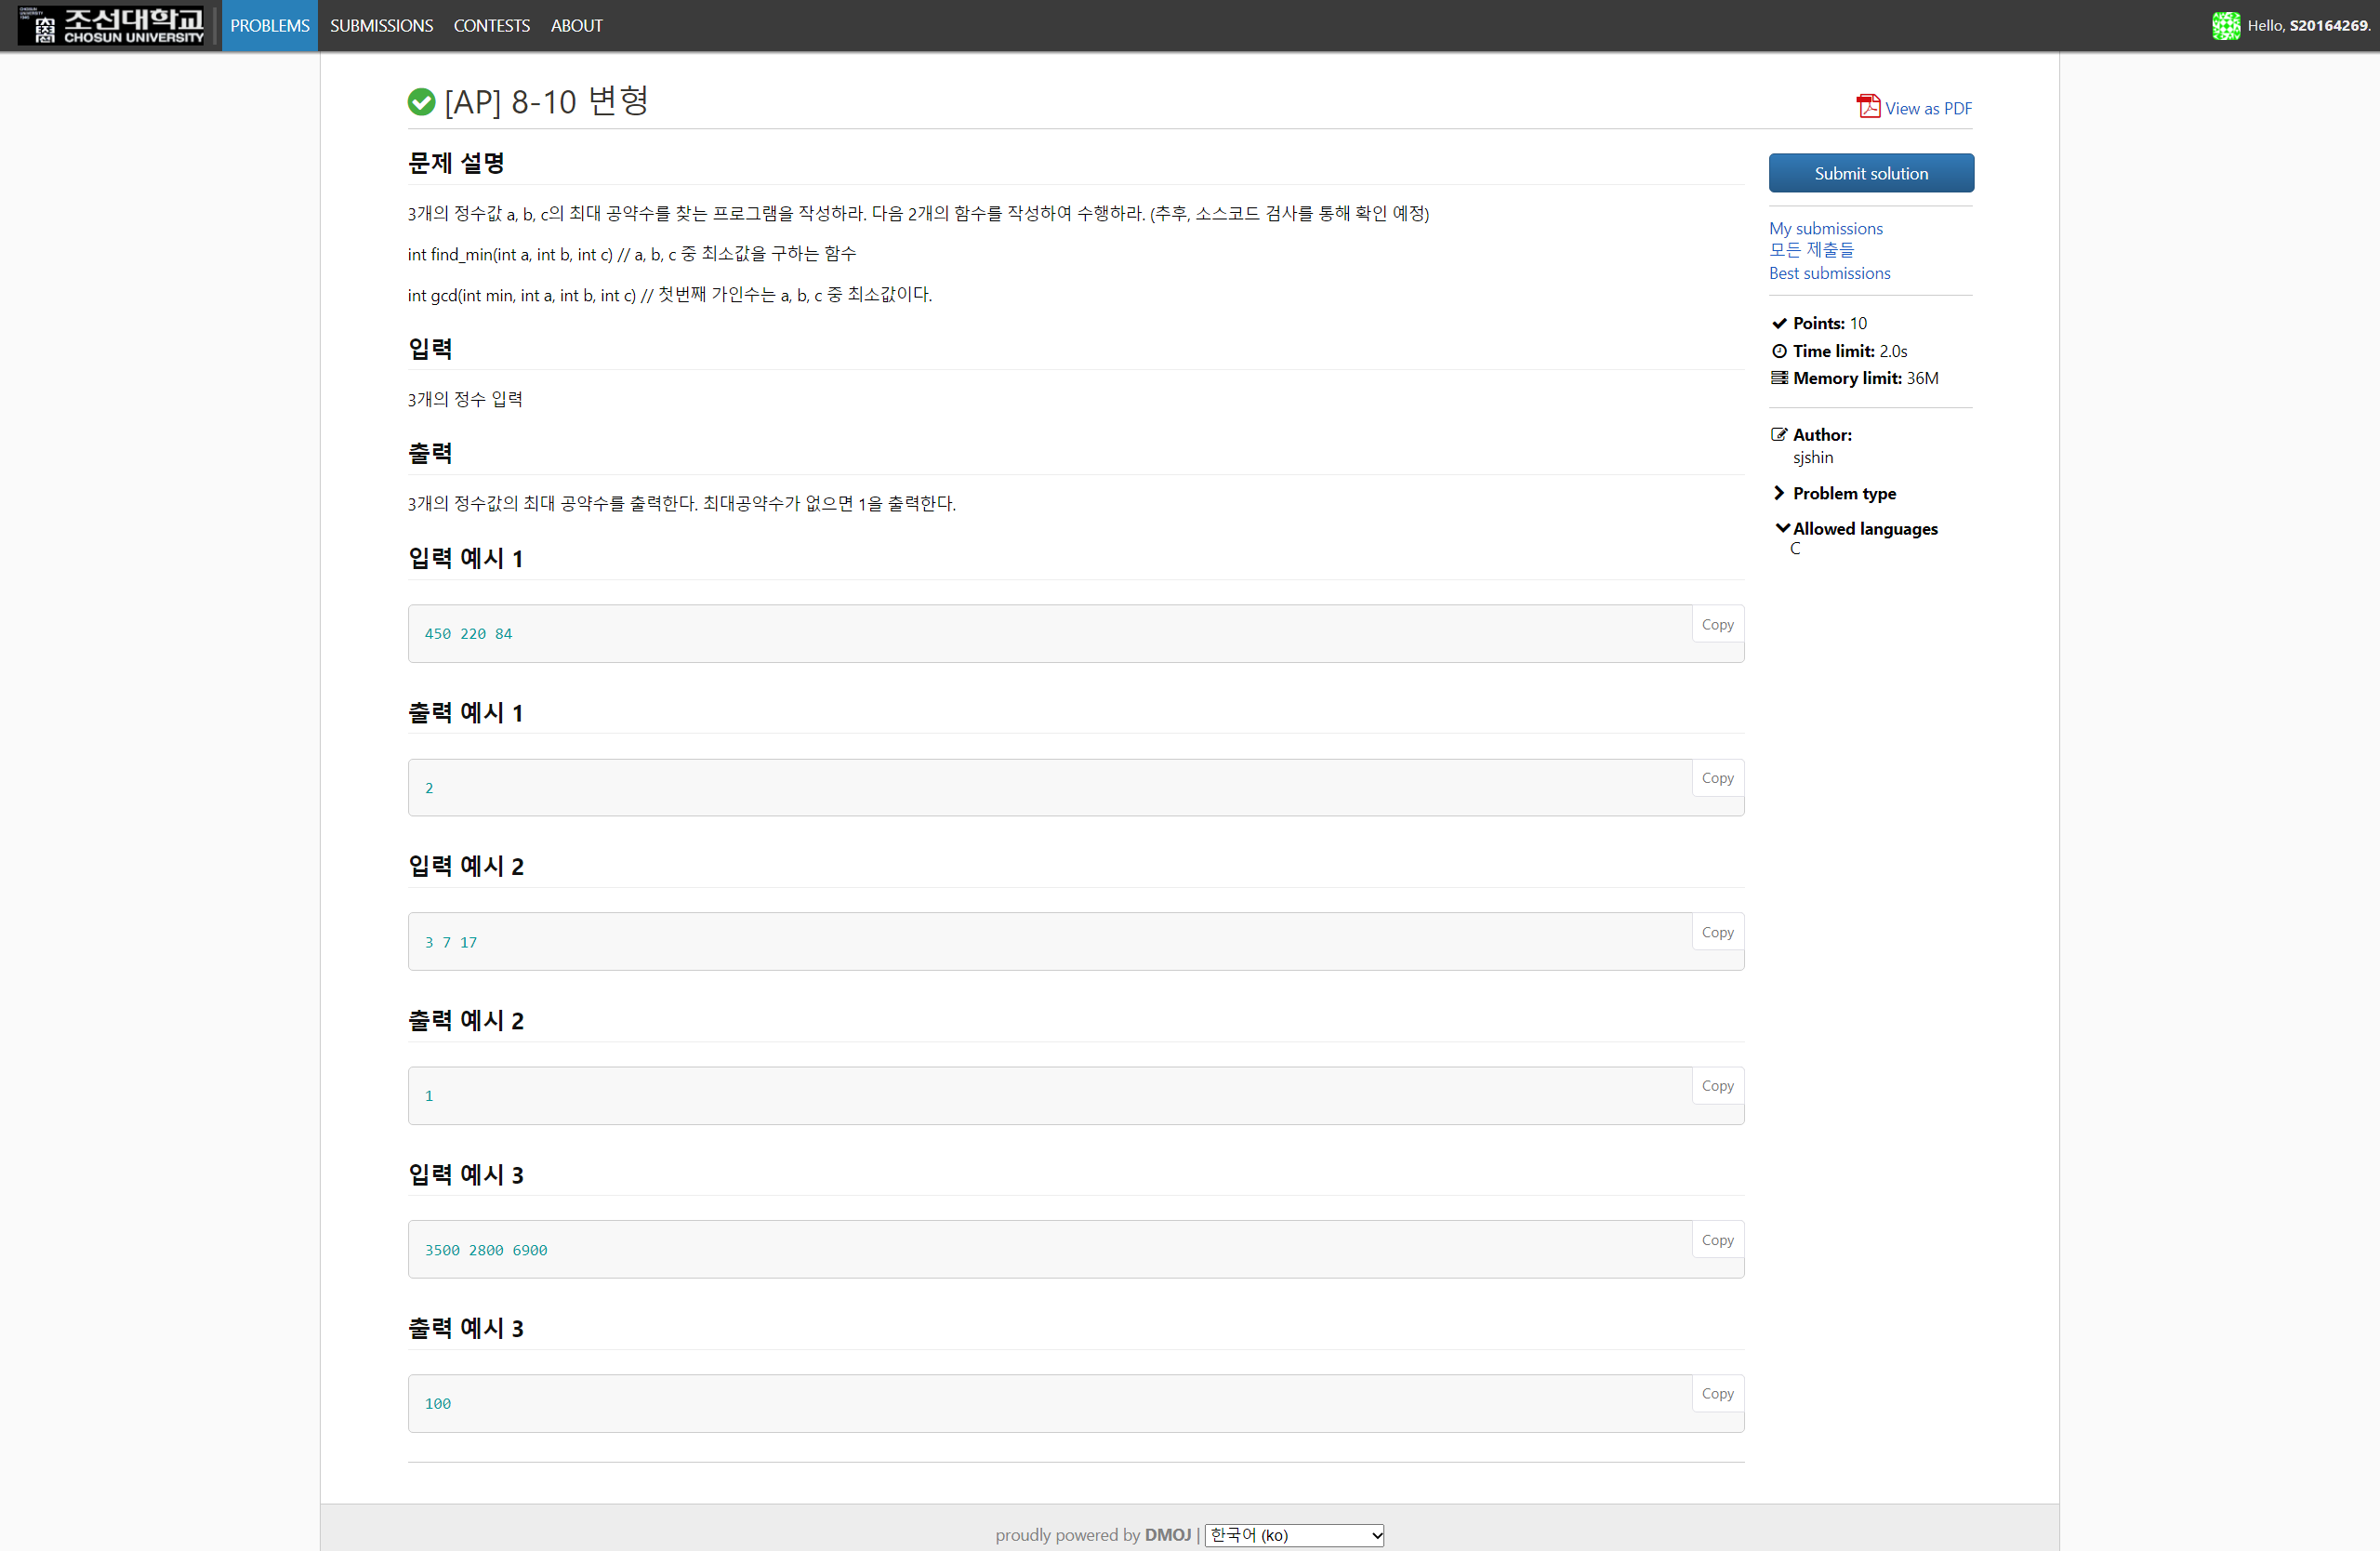 CHOSUN UNIVERSITY 조선대학교
CHOSUN UNIVERSITY
PROBLEMS SUBMISSIONS CONTESTS ABOUT
Hello, S20164269.
[AP] 8-10 변형
View as PDF
문제 설명
3개의 정수값 a, b, c의 최대 공약수를 찾는 프로그램을 작성하라. 다음 2개의 함수를 작성하여 수행하라. (추후, 소스코드 검사를 통해 확인 예정)
int find_min(int a, int b, int c) // a, b, c 중 최소값을 구하는 함수
int gcd(int min, int a, int b, int c) // 첫번째 가인수는 a, b, c 중 최소값이다.
입력
3개의 정수 입력
출력
3개의 정수값의 최대 공약수를 출력한다. 최대공약수가 없으면 1을 출력한다.
입력 예시 1
Copy
450 220 84
출력 예시 1
Copy
2
입력 예시 2
Copy
3 7 17
출력 예시 2
Copy
1
입력 예시 3
Copy
3500 2800 6900
출력 예시 3
Copy
100
Submit solution
My submissions
모든 제출들
Best submissions
Points: 10
Time limit: 2.0s
Memory limit: 36M
Author:
sjshin
Problem type
Allowed languages
C
proudly powered by DMOJ | 한국어 (ko)